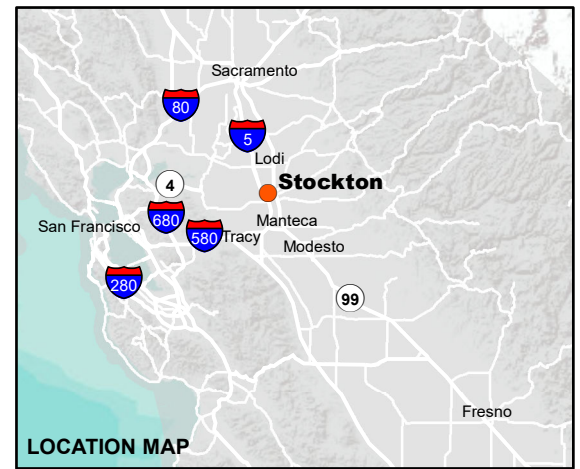 Sacramento
80
5
Lodi
4
Stockton
680
San Francisco
Manteca
580
Tracy
Modesto
280
99
Fresno
LOCATION MAP